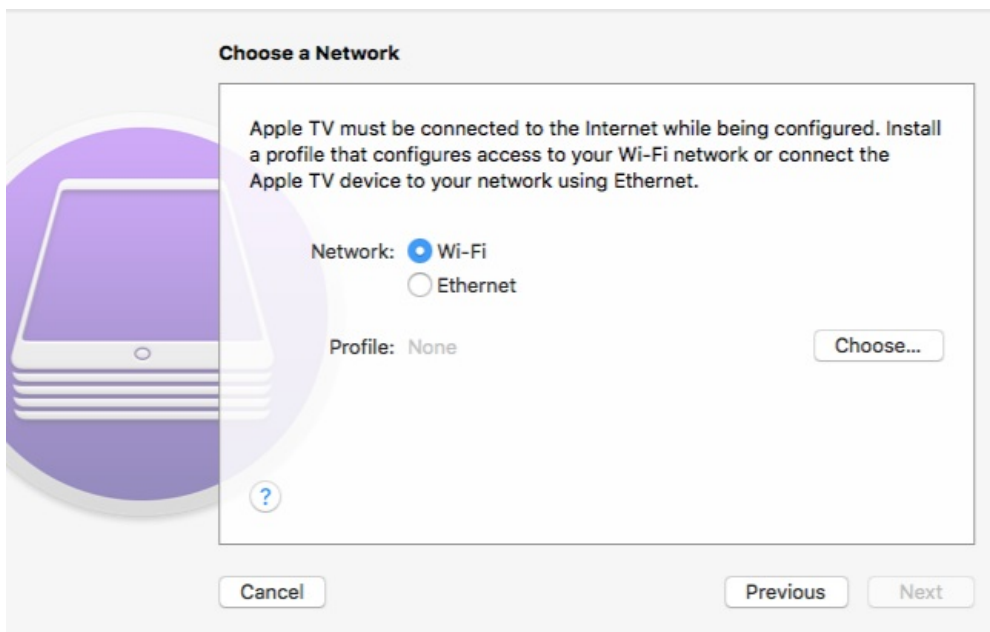 Choose a Network
Apple TV must be connected to the Internet while being configured. Install
a profile that configures access to your Wi-Fi network or connect the
Apple TV device to your network using Ethernet.
Network: Wi-Fi
Ethernet
Profile: None Choose...
?
Cancel Previous Next